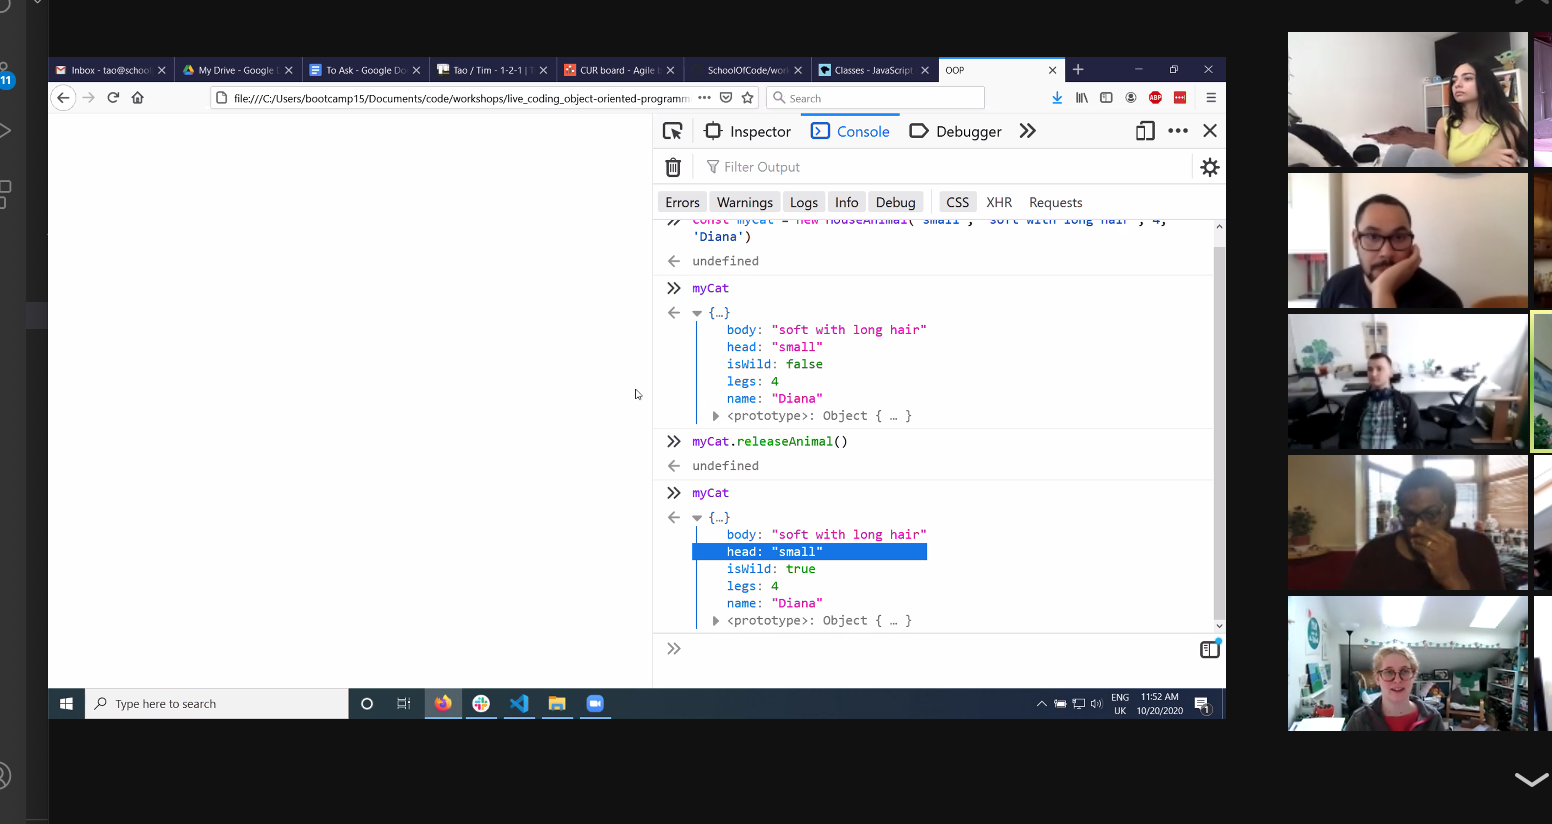 11
Inbox - tao@school
My Drive - Google D
To Ask - Google Do
Tao / Tim - 1-2-1 | T
CUR board - Agile b
SchoolOfCode/wor
Classes - JavaScript
OOP
file:///C:/Users/bootcamp15/Documents/code/workshops/live_coding_object-oriented-programm
Search
ABP
Inspector
Console
Debugger
Filter Output
Errors Warnings Logs Info Debug CSS XHR Requests
const myCat = new HouseAnimal('small', 'soft with long hair', 4,
'Diana')
undefined
myCat
{…}
body: "soft with long hair"
head: "small"
isWild: false
legs: 4
name: "Diana"
<prototype>: Object { … }
myCat.releaseAnimal()
undefined
myCat
{…}
body: "soft with long hair"
head: "small"
isWild: true
legs: 4
name: "Diana"
<prototype>: Object { … }
Type here to search
ENG 11:52 AM
UK 10/20/2020
1